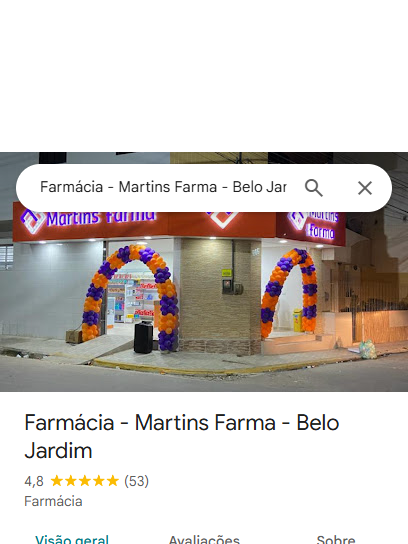 Farmácia - Martins Farma - Belo Jar
Martins farma
Martins
farma
Farmácia - Martins Farma - Belo
Jardim
4,8 (53)
Farmácia
Visão geral Avaliações Sobre